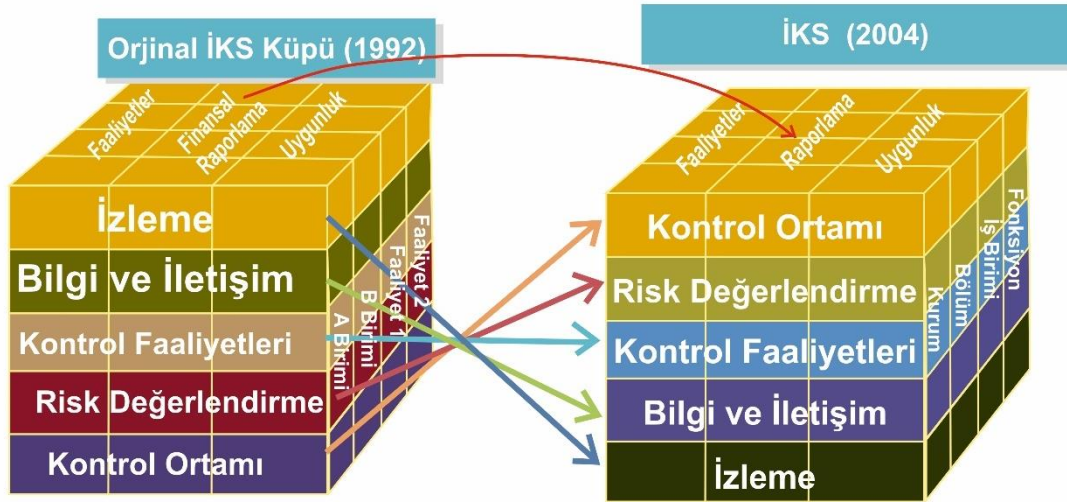 Orjinal İKS Küpü (1992)
Faaliyetler
Finansal
Raporlama
Uygunluk
İzleme
Bilgi ve İletişim
Kontrol Faaliyetleri
Risk Değerlendirme
Kontrol Ortamı
A Birimi
B Birimi
Faaliyet 1
Faaliyet 2
İKS (2004)
Faaliyetler
Raporlama
Uygunluk
Kontrol Ortamı
Risk Değerlendirme
Kontrol Faaliyetleri
Bilgi ve İletişim
İzleme
Kurum
Bölüm
İş Birimi
Fonksiyon